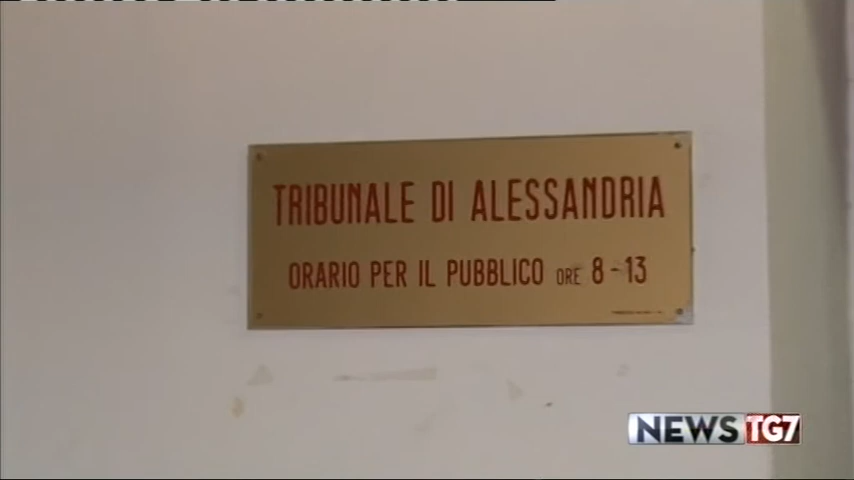 TRIBUNALE DI ALESSANDRIA
ORARIO PER IL PUBBLICO ORE 8-13
NEWS TG7